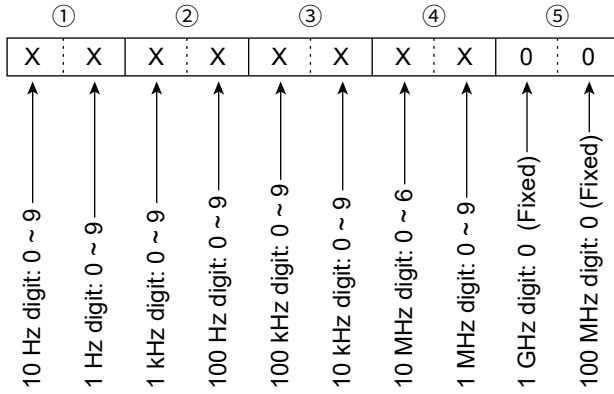 ① ② ③ ④ ⑤
X X X X X X X X 0 0
10 Hz digit: 0 ~ 9
1 Hz digit: 0 ~ 9
1 kHz digit: 0 ~ 9
100 Hz digit: 0 ~ 9
100 kHz digit: 0 ~ 9
10 kHz digit: 0 ~ 9
10 MHz digit: 0 ~ 6
1 MHz digit: 0 ~ 9
1 GHz digit: 0 (Fixed)
100 MHz digit: 0 (Fixed)